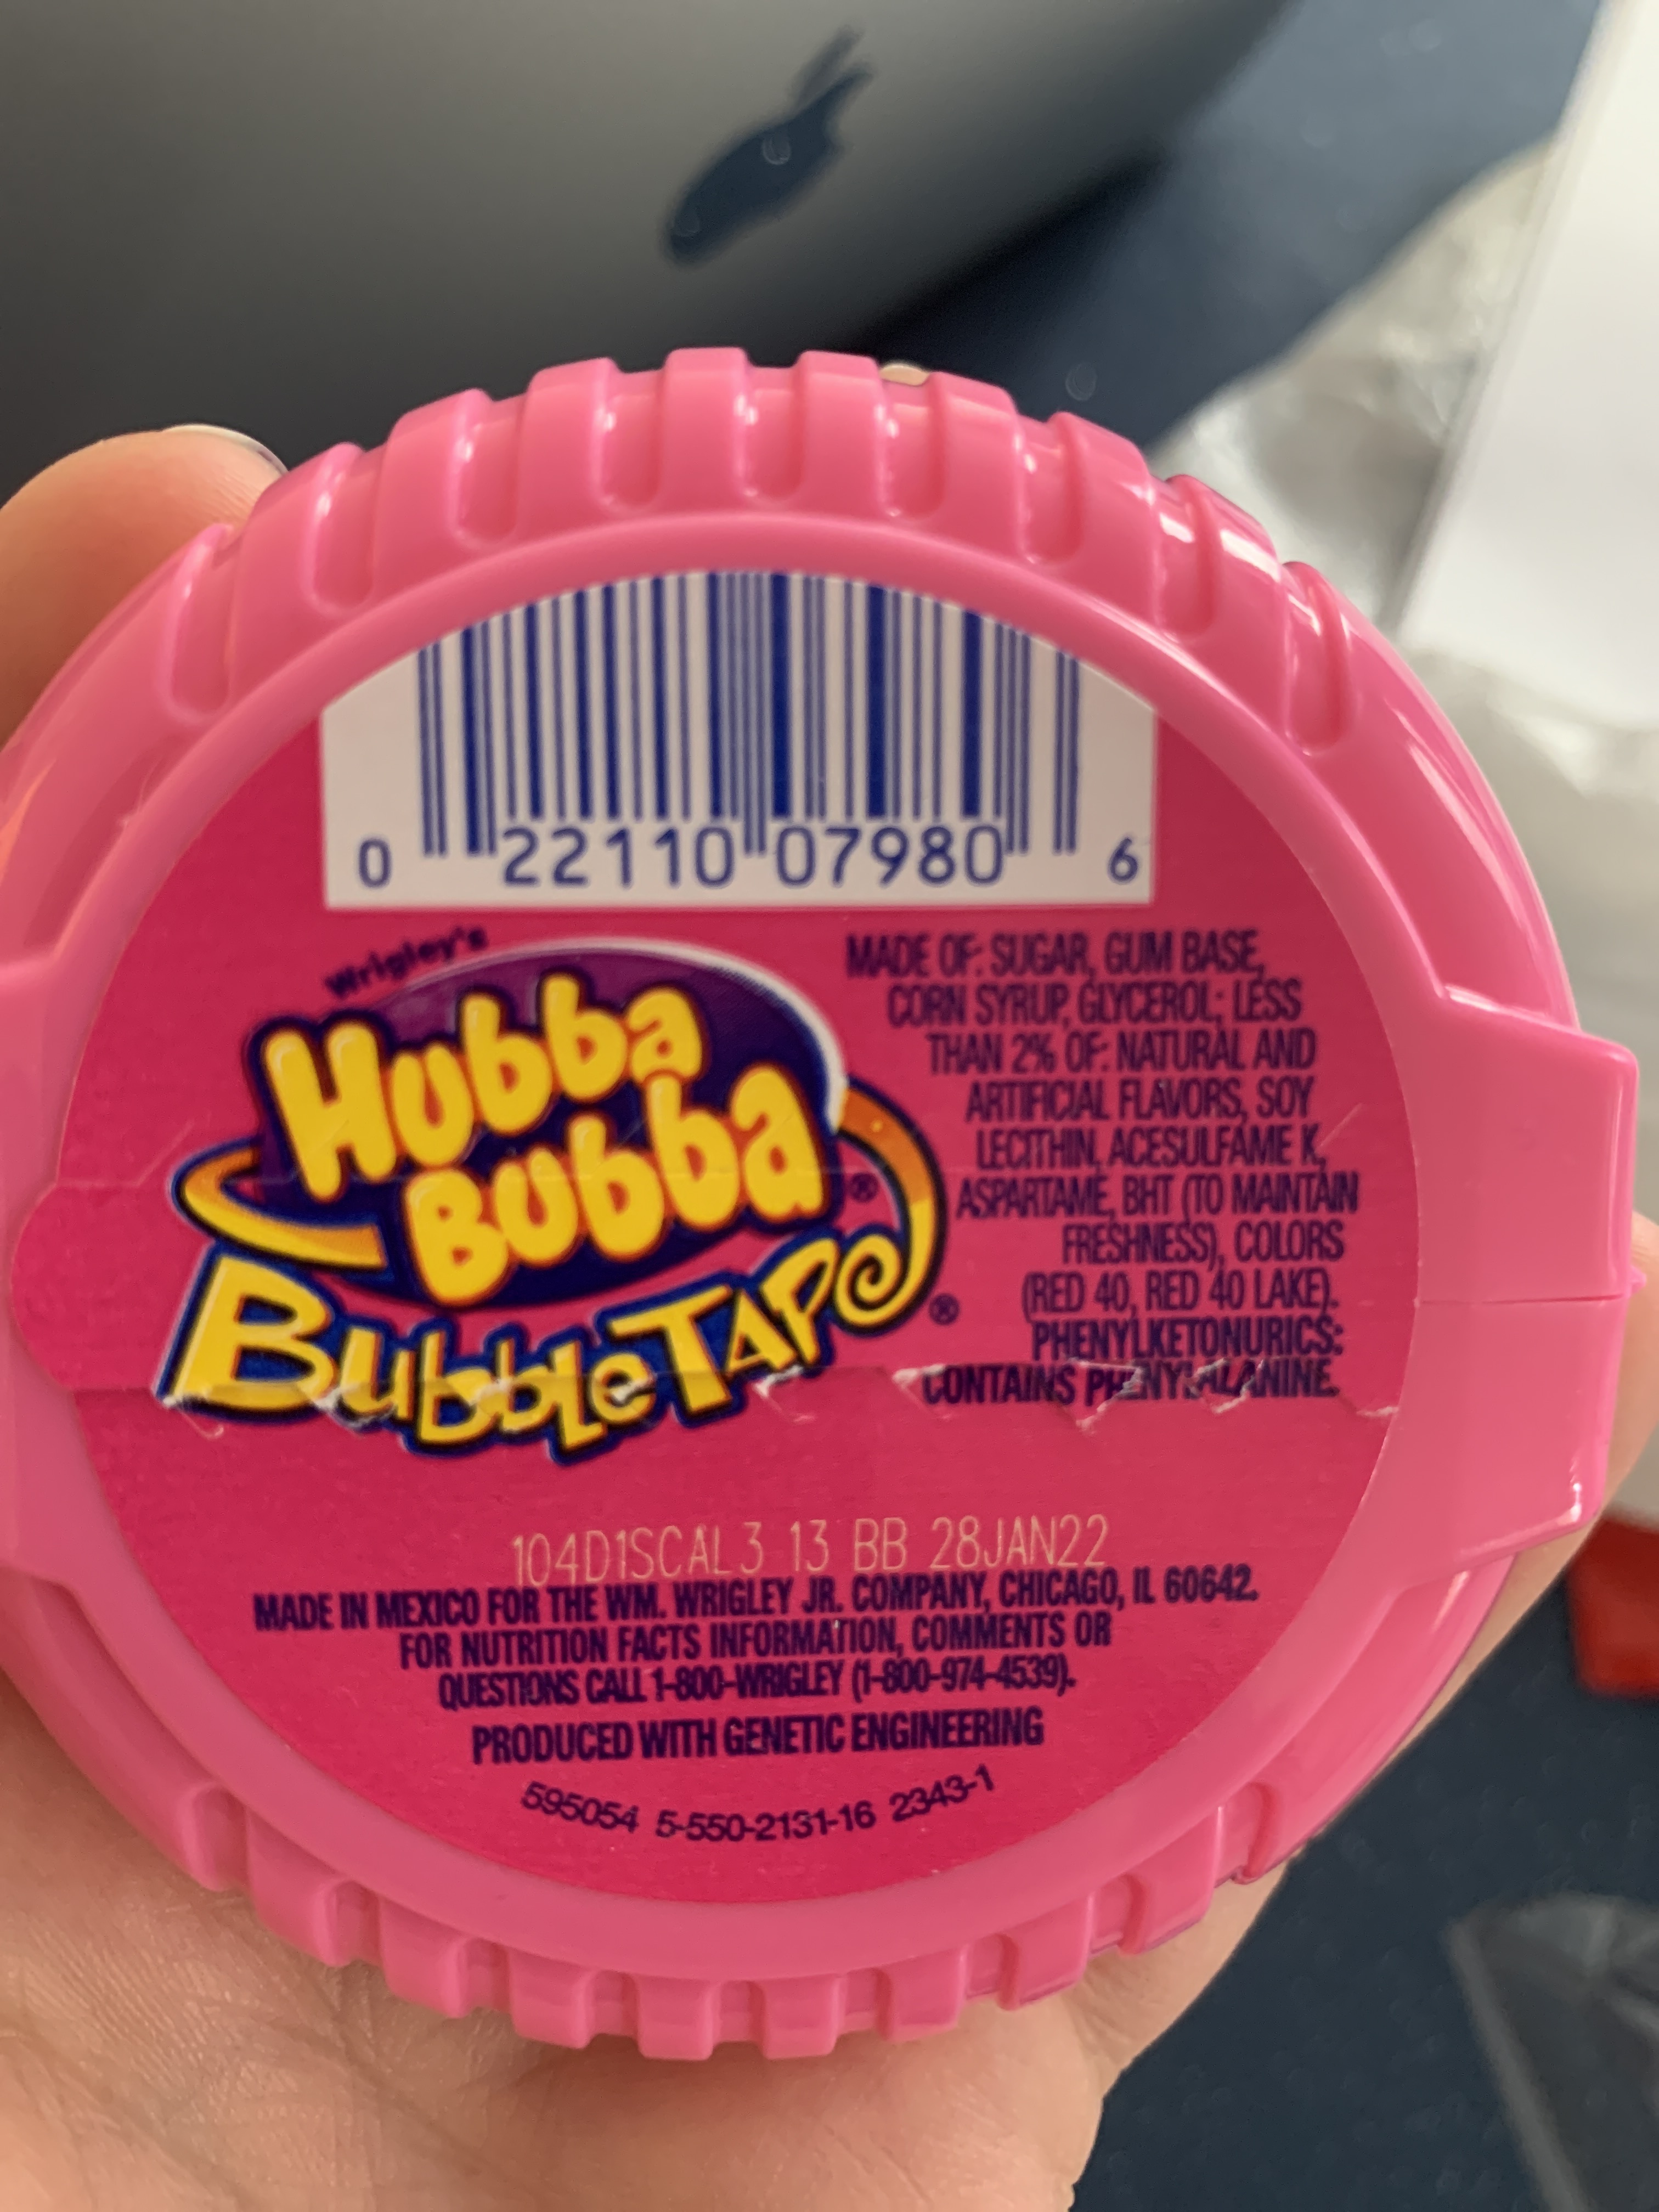 0 22110 07980 6
Wrigley's
Hubba
Bubba®
Bubble Tape®
MADE OF: SUGAR, GUM BASE,
CORN SYRUP, GLYCEROL; LESS
THAN 2% OF: NATURAL AND
ARTIFICIAL FLAVORS, SOY
LECITHIN, ACESULFAME K,
ASPARTAME, BHT (TO MAINTAIN
FRESHNESS), COLORS
(RED 40, RED 40 LAKE).
PHENYLKETONURICS:
CONTAINS PHENYLALANINE.
104D1SCAL3 13 BB 28JAN22
MADE IN MEXICO FOR THE WM. WRIGLEY JR. COMPANY, CHICAGO, IL 60642.
FOR NUTRITION FACTS INFORMATION, COMMENTS OR
QUESTIONS CALL 1-800-WRIGLEY (1-800-974-4539).
PRODUCED WITH GENETIC ENGINEERING
595054 5-550-2131-16 2343-1